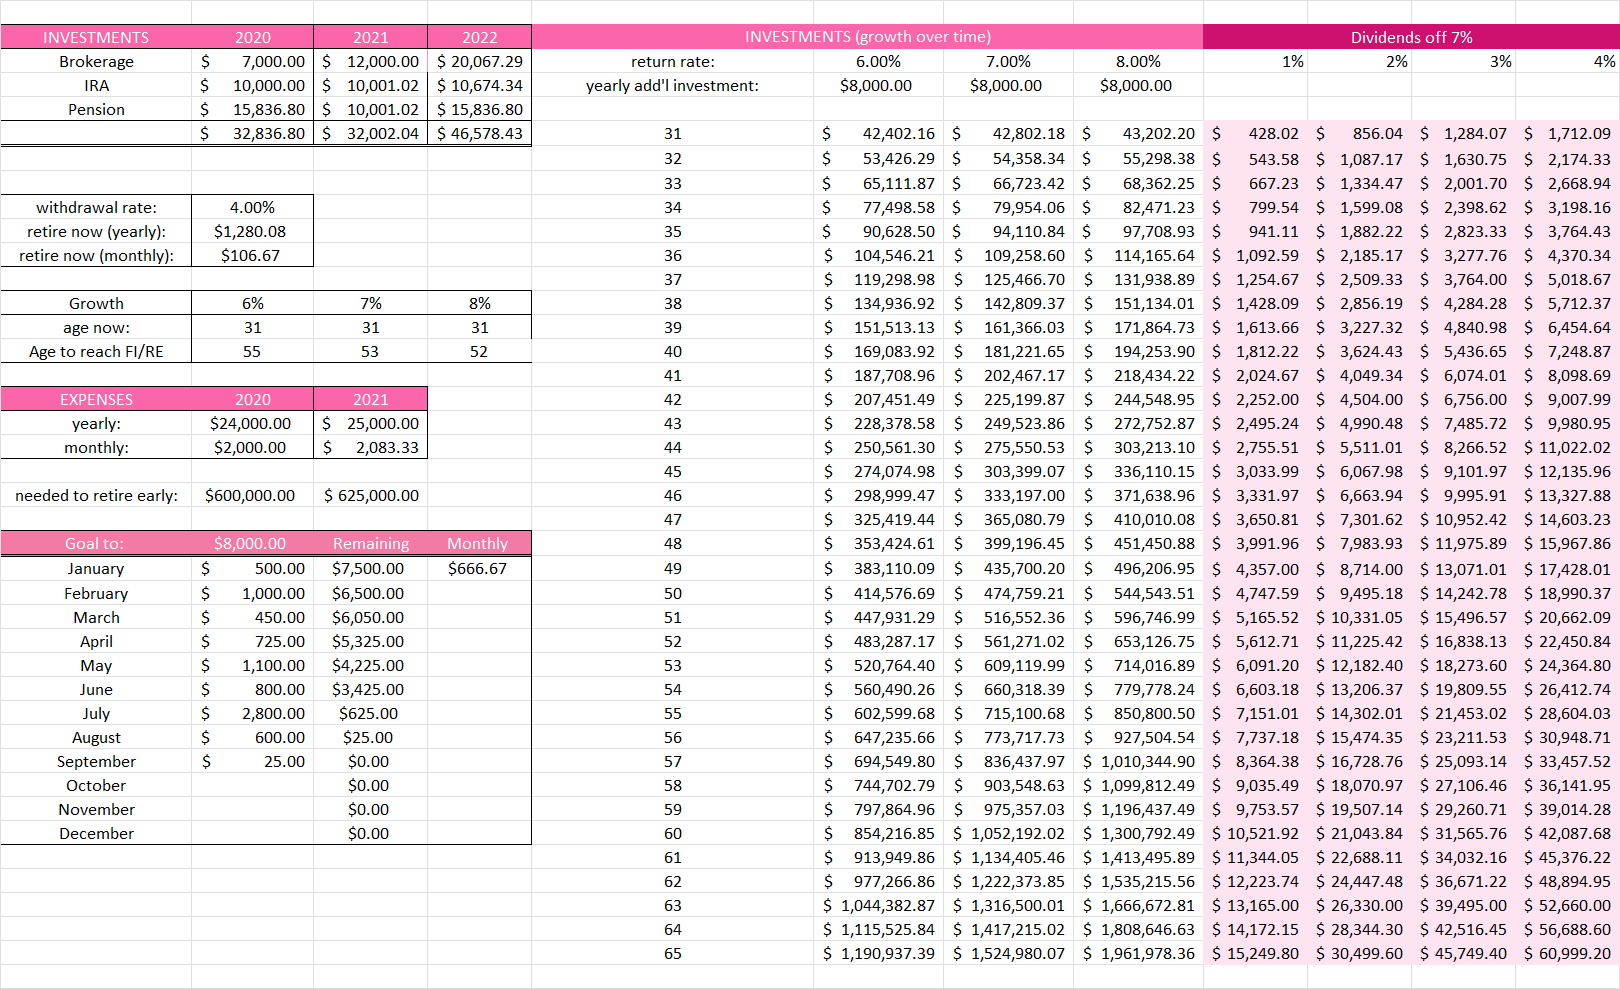 INVESTMENTS 2020 2021 2022 INVESTMENTS (growth over time) Dividends off 7%
Brokerage $ 7,000.00 $ 12,000.00 $ 20,067.29 return rate: 6.00% 7.00% 8.00% 1% 2% 3% 4%
IRA $ 10,000.00 $ 10,001.02 $ 10,674.34 yearly add'l investment: $8,000.00 $8,000.00 $8,000.00
Pension $ 15,836.80 $ 10,001.02 $ 15,836.80
$ 32,836.80 $ 32,002.04 $ 46,578.43 31 $ 42,402.16 $ 42,802.18 $ 43,202.20 $ 428.02 $ 856.04 $ 1,284.07 $ 1,712.09
32 $ 53,426.29 $ 54,358.34 $ 55,298.38 $ 543.58 $ 1,087.17 $ 1,630.75 $ 2,174.33
33 $ 65,111.87 $ 66,723.42 $ 68,362.25 $ 667.23 $ 1,334.47 $ 2,001.70 $ 2,668.94
withdrawal rate: 4.00% 34 $ 77,498.58 $ 79,954.06 $ 82,471.23 $ 799.54 $ 1,599.08 $ 2,398.62 $ 3,198.16
retire now (yearly): $1,280.08 35 $ 90,628.50 $ 94,110.84 $ 97,708.93 $ 941.11 $ 1,882.22 $ 2,823.33 $ 3,764.43
retire now (monthly): $106.67 36 $ 104,546.21 $ 109,258.60 $ 114,165.64 $ 1,092.59 $ 2,185.17 $ 3,277.76 $ 4,370.34
37 $ 119,298.98 $ 125,466.70 $ 131,938.89 $ 1,254.67 $ 2,509.33 $ 3,764.00 $ 5,018.67
Growth 6% 7% 8% 38 $ 134,936.92 $ 142,809.37 $ 151,134.01 $ 1,428.09 $ 2,856.19 $ 4,284.28 $ 5,712.37
age now: 31 31 31 39 $ 151,513.13 $ 161,366.03 $ 171,864.73 $ 1,613.66 $ 3,227.32 $ 4,840.98 $ 6,454.64
Age to reach FI/RE 55 53 52 40 $ 169,083.92 $ 181,221.65 $ 194,253.90 $ 1,812.22 $ 3,624.43 $ 5,436.65 $ 7,248.87
41 $ 187,708.96 $ 202,467.17 $ 218,434.22 $ 2,024.67 $ 4,049.34 $ 6,074.01 $ 8,098.69
EXPENSES 2020 2021 42 $ 207,451.49 $ 225,199.87 $ 244,548.95 $ 2,252.00 $ 4,504.00 $ 6,756.00 $ 9,007.99
yearly: $24,000.00 $ 25,000.00 43 $ 228,378.58 $ 249,523.86 $ 272,752.87 $ 2,495.24 $ 4,990.48 $ 7,485.72 $ 9,980.95
monthly: $2,000.00 $ 2,083.33 44 $ 250,561.30 $ 275,550.53 $ 303,213.10 $ 2,755.51 $ 5,511.01 $ 8,266.52 $ 11,022.02
45 $ 274,074.98 $ 303,399.07 $ 336,110.15 $ 3,033.99 $ 6,067.98 $ 9,101.97 $ 12,135.96
needed to retire early: $600,000.00 $ 625,000.00 46 $ 298,999.47 $ 333,197.00 $ 371,638.96 $ 3,331.97 $ 6,663.94 $ 9,995.91 $ 13,327.88
47 $ 325,419.44 $ 365,080.79 $ 410,010.08 $ 3,650.81 $ 7,301.62 $ 10,952.42 $ 14,603.23
Goal to: $8,000.00 Remaining Monthly 48 $ 353,424.61 $ 399,196.45 $ 451,450.88 $ 3,991.96 $ 7,983.93 $ 11,975.89 $ 15,967.86
January $ 500.00 $7,500.00 $666.67 49 $ 383,110.09 $ 435,700.20 $ 496,206.95 $ 4,357.00 $ 8,714.00 $ 13,071.01 $ 17,428.01
February $ 1,000.00 $6,500.00 50 $ 414,576.69 $ 474,759.21 $ 544,543.51 $ 4,747.59 $ 9,495.18 $ 14,242.78 $ 18,990.37
March $ 450.00 $6,050.00 51 $ 447,931.29 $ 516,552.36 $ 596,746.99 $ 5,165.52 $ 10,331.05 $ 15,496.57 $ 20,662.09
April $ 725.00 $5,325.00 52 $ 483,287.17 $ 561,271.02 $ 653,126.75 $ 5,612.71 $ 11,225.42 $ 16,838.13 $ 22,450.84
May $ 1,100.00 $4,225.00 53 $ 520,764.40 $ 609,119.99 $ 714,016.89 $ 6,091.20 $ 12,182.40 $ 18,273.60 $ 24,364.80
June $ 800.00 $3,425.00 54 $ 560,490.26 $ 660,318.39 $ 779,778.24 $ 6,603.18 $ 13,206.37 $ 19,809.55 $ 26,412.74
July $ 2,800.00 $625.00 55 $ 602,599.68 $ 715,100.68 $ 850,800.50 $ 7,151.01 $ 14,302.01 $ 21,453.02 $ 28,604.03
August $ 600.00 $25.00 56 $ 647,235.66 $ 773,717.73 $ 927,504.54 $ 7,737.18 $ 15,474.35 $ 23,211.53 $ 30,948.71
September $ 25.00 $0.00 57 $ 694,549.80 $ 836,437.97 $ 1,010,344.90 $ 8,364.38 $ 16,728.76 $ 25,093.14 $ 33,457.52
October $0.00 58 $ 744,702.79 $ 903,548.63 $ 1,099,812.49 $ 9,035.49 $ 18,070.97 $ 27,106.46 $ 36,141.95
November $0.00 59 $ 797,864.96 $ 975,357.03 $ 1,196,437.49 $ 9,753.57 $ 19,507.14 $ 29,260.71 $ 39,014.28
December $0.00 60 $ 854,216.85 $ 1,052,192.02 $ 1,300,792.49 $ 10,521.92 $ 21,043.84 $ 31,565.76 $ 42,087.68
61 $ 913,949.86 $ 1,134,405.46 $ 1,413,495.89 $ 11,344.05 $ 22,688.11 $ 34,032.16 $ 45,376.22
62 $ 977,266.86 $ 1,222,373.85 $ 1,535,215.56 $ 12,223.74 $ 24,447.48 $ 36,671.22 $ 48,894.95
63 $ 1,044,382.87 $ 1,316,500.01 $ 1,666,672.81 $ 13,165.00 $ 26,330.00 $ 39,495.00 $ 52,660.00
64 $ 1,115,525.84 $ 1,417,215.02 $ 1,808,646.63 $ 14,172.15 $ 28,344.30 $ 42,516.45 $ 56,688.60
65 $ 1,190,937.39 $ 1,524,980.07 $ 1,961,978.36 $ 15,249.80 $ 30,499.60 $ 45,749.40 $ 60,999.20